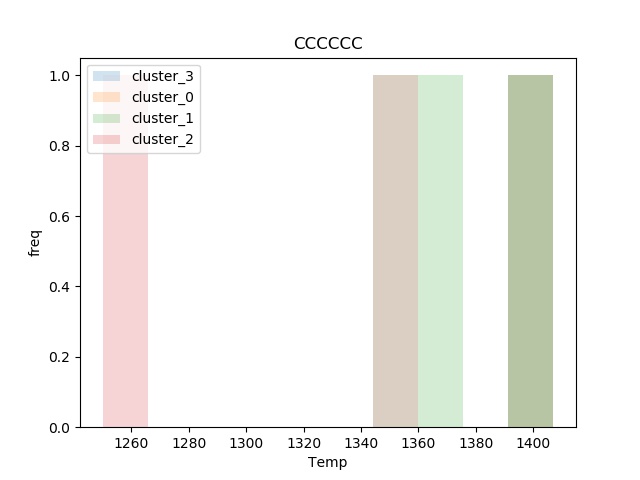 CCCCCC
cluster_3
cluster_0
cluster_1
cluster_2
1.0
0.8
0.6
0.4
0.2
0.0
freq
1260 1280 1300 1320 1340 1360 1380 1400
Temp